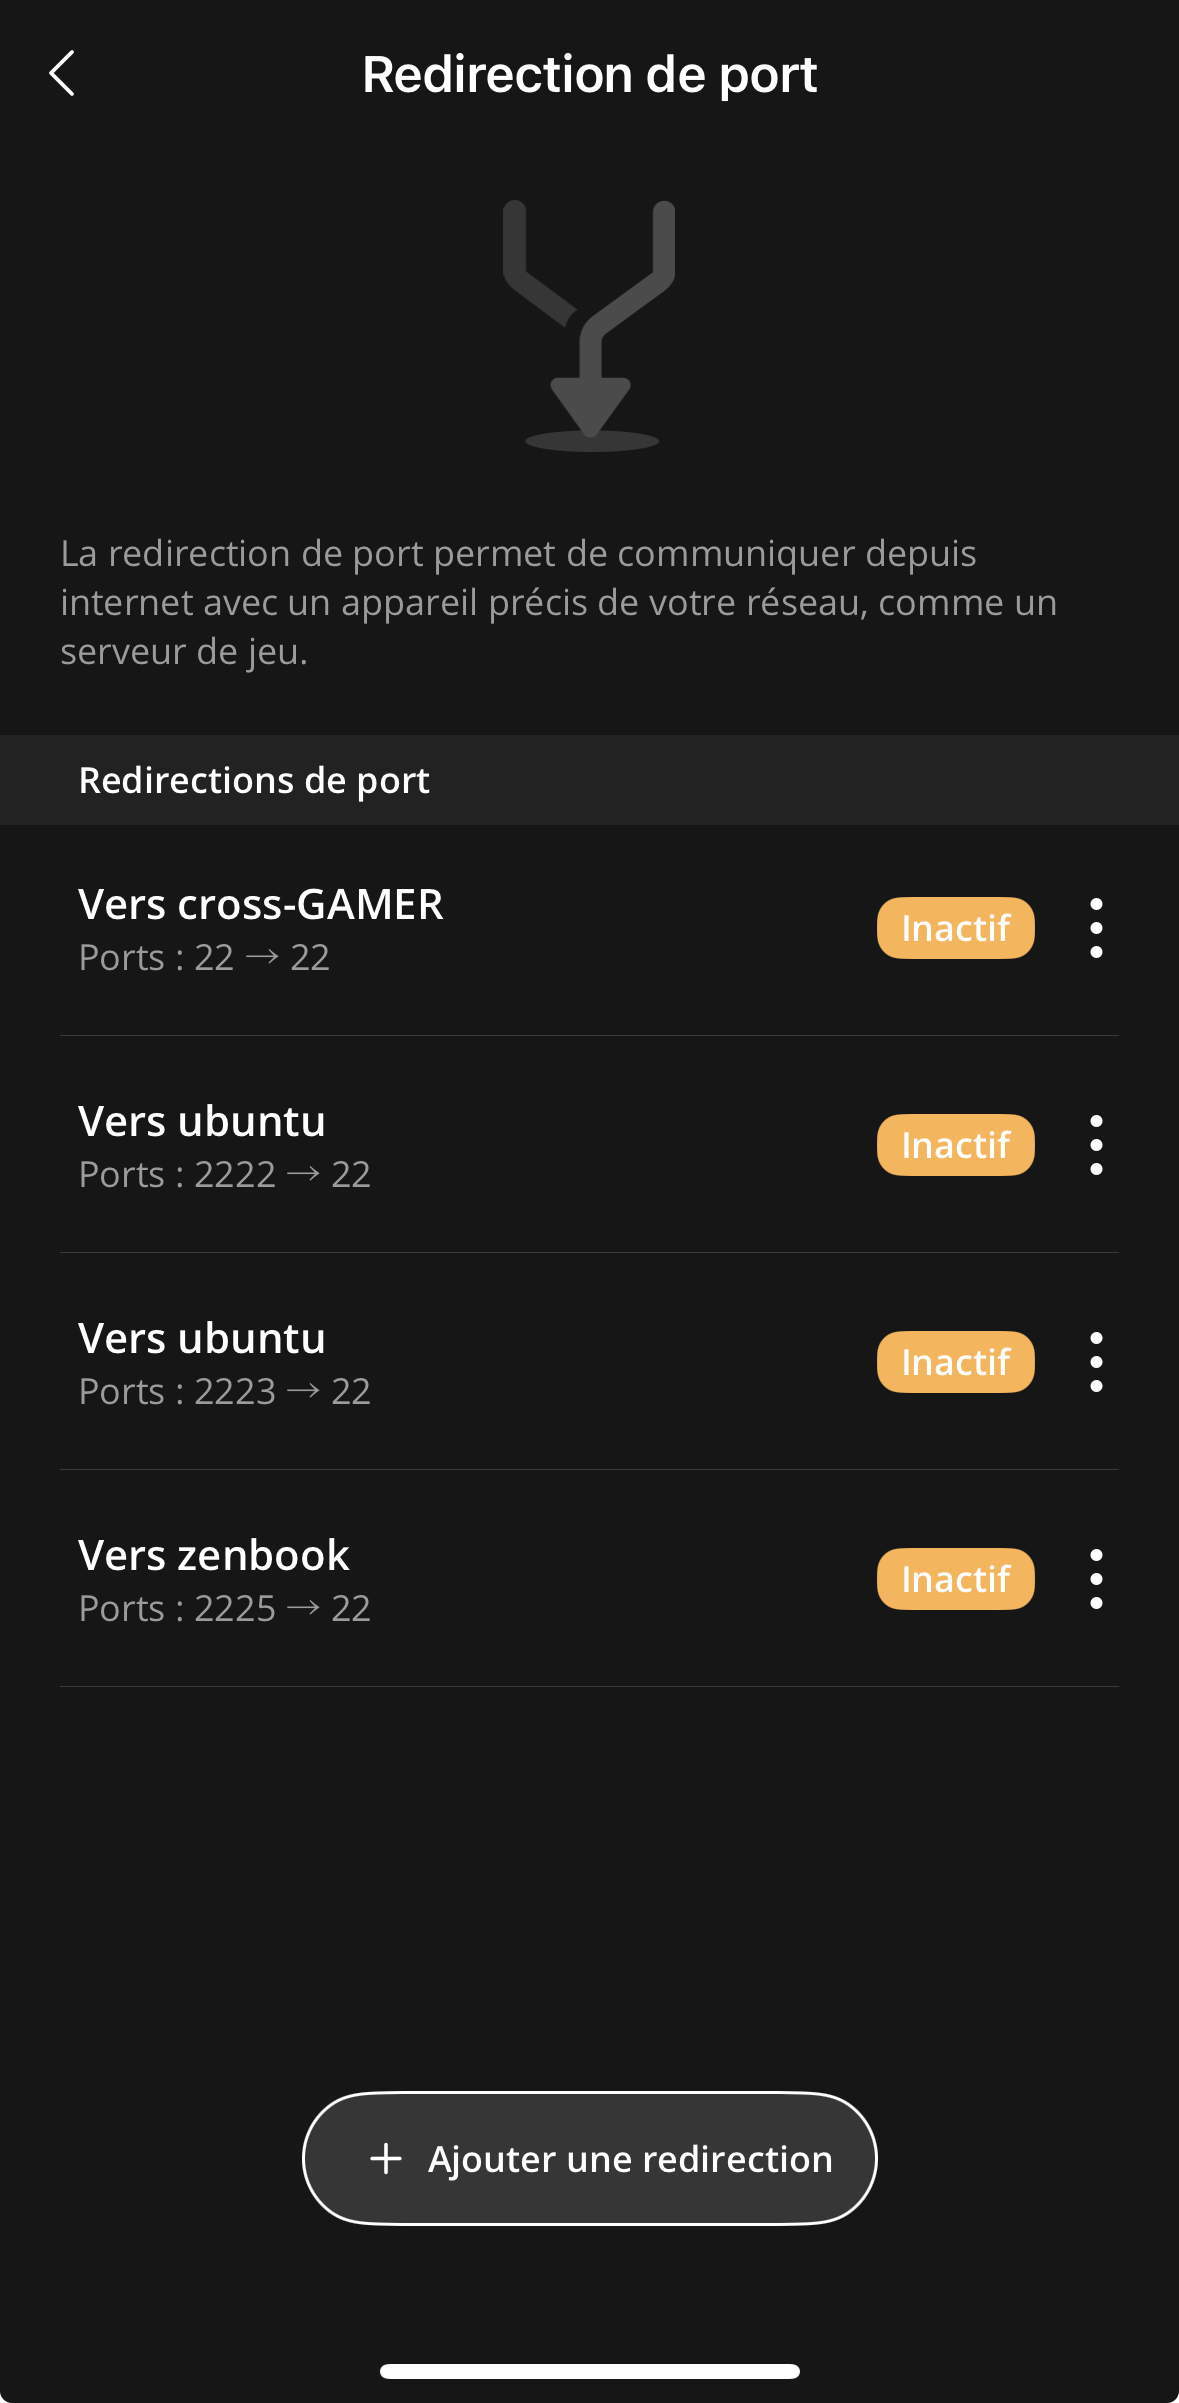 Redirection de port
La redirection de port permet de communiquer depuis
internet avec un appareil précis de votre réseau, comme un
serveur de jeu.
Redirections de port
Vers cross-GAMER
Ports : 22 → 22
Inactif
Vers ubuntu
Ports : 2222 → 22
Inactif
Vers ubuntu
Ports : 2223 → 22
Inactif
Vers zenbook
Ports : 2225 → 22
Inactif
+ Ajouter une redirection